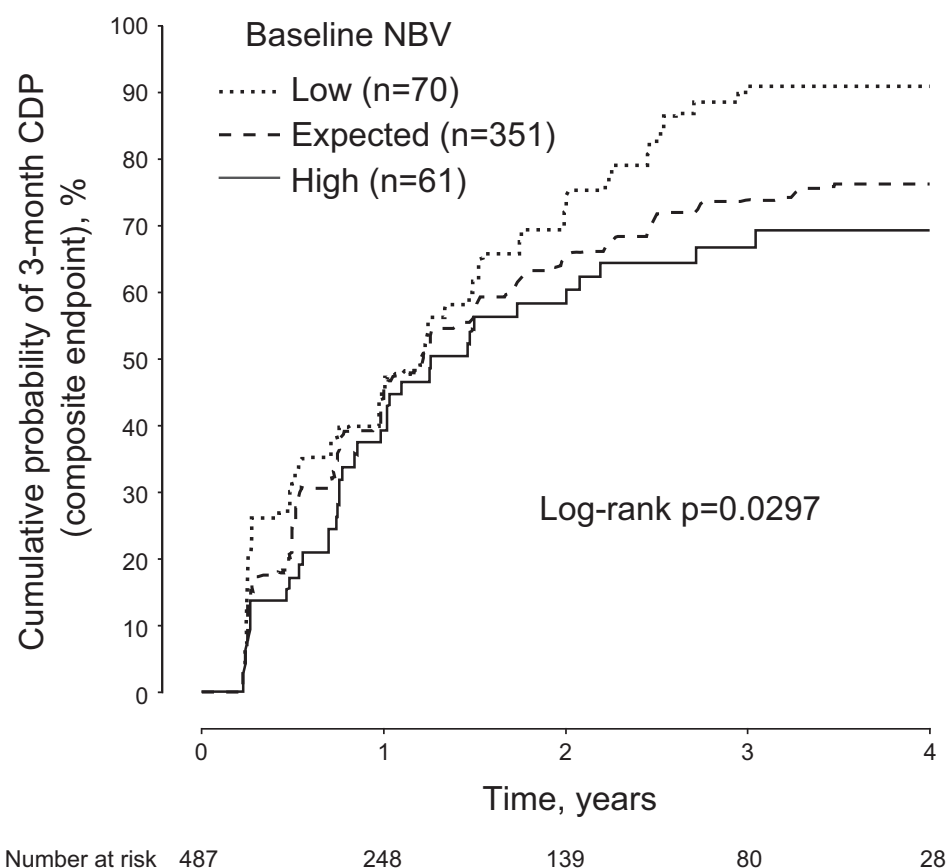 Baseline NBV
Low (n=70)
Expected (n=351)
High (n=61)
Cumulative probability of 3-month CDP
(composite endpoint), %
100
90
80
70
60
50
40
30
20
10
0
Log-rank p=0.0297
0 1 2 3 4
Time, years
Number at risk 487 248 139 80 28